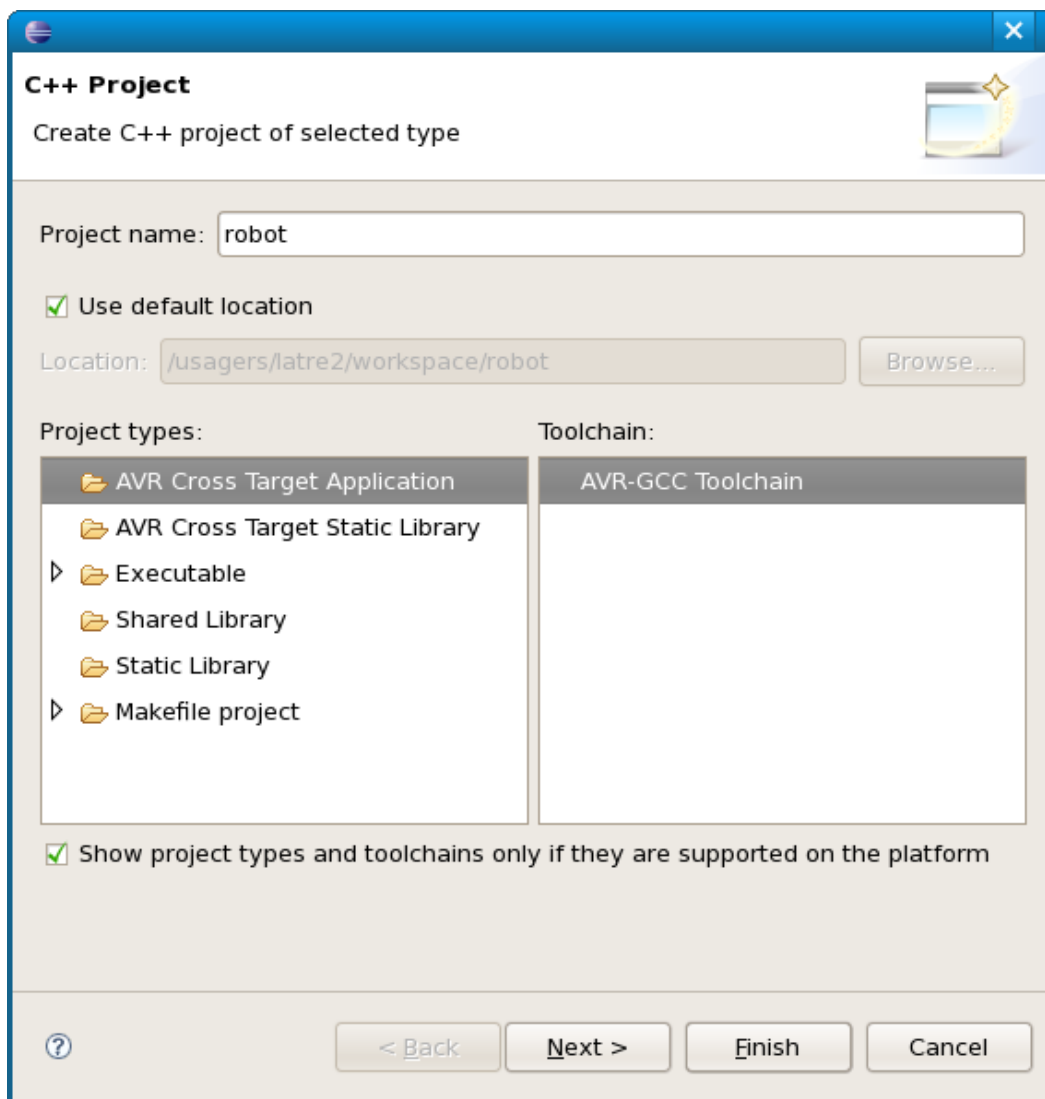 C++ Project
Create C++ project of selected type
Project name: robot
Use default location
Location: /usagers/latre2/workspace/robot Browse...
Project types: Toolchain:
AVR Cross Target Application AVR-GCC Toolchain
AVR Cross Target Static Library
Executable
Shared Library
Static Library
Makefile project
Show project types and toolchains only if they are supported on the platform
? < Back Next > Finish Cancel